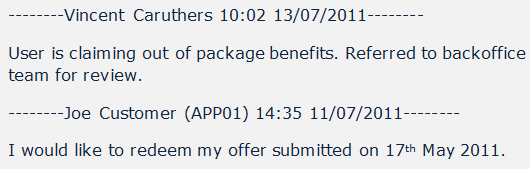 --------Vincent Caruthers 10:02 13/07/2011--------
User is claiming out of package benefits. Referred to backoffice
team for review.
--------Joe Customer (APP01) 14:35 11/07/2011--------
I would like to redeem my offer submitted on 17th May 2011.